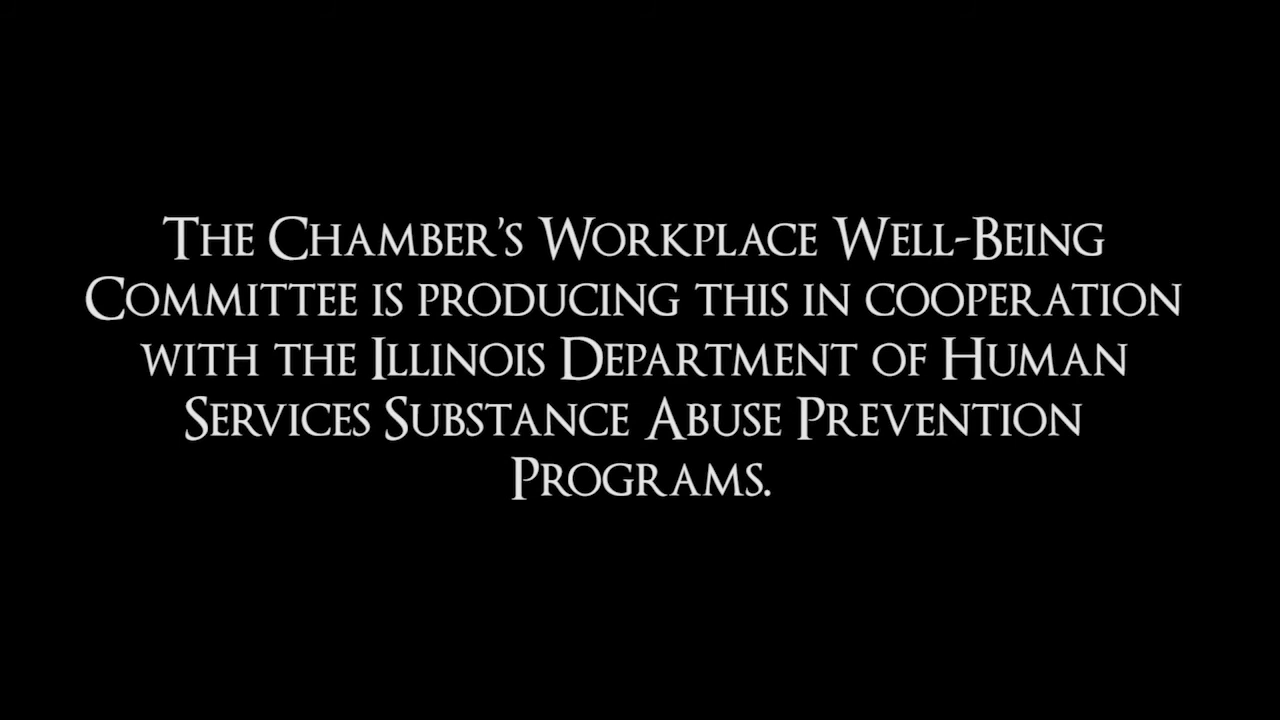 The Chamber's Workplace Well-Being
Committee is producing this in cooperation
with the Illinois Department of Human
Services Substance Abuse Prevention
Programs.